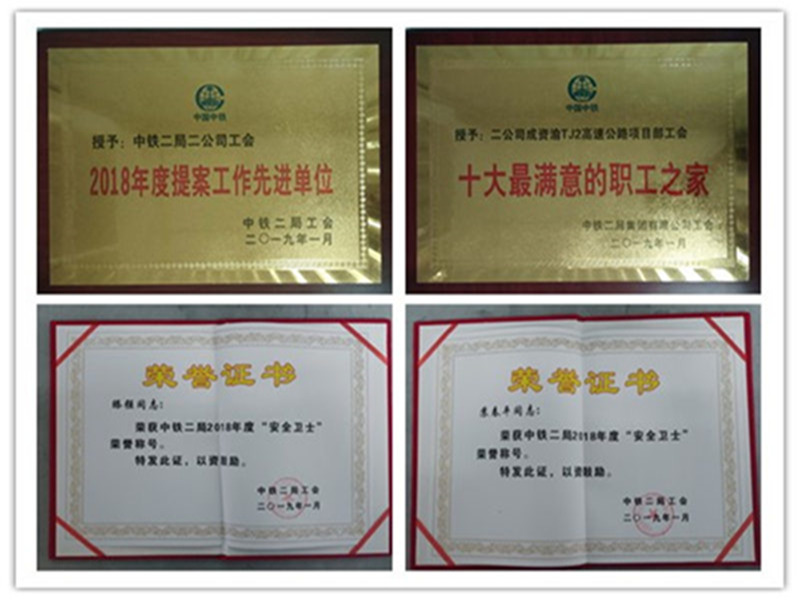 中国中铁
授予：中铁二局二公司工会
2018年度提案工作先进单位
中铁二局工会
二〇一九年一月
中国中铁
授予：二公司成资渝TJ2高速公路项目部工会
十大最满意的职工之家
中铁二局集团有限公司工会
二〇一九年一月
荣誉证书
同志：
荣获中铁二局2018年度“安全卫士”
荣誉称号。
特发此证，以资鼓励。
中铁二局工会
二〇一九年一月
荣誉证书
同志：
荣获中铁二局2018年度“安全卫士”
荣誉称号。
特发此证，以资鼓励。
中铁二局工会
二〇一九年一月